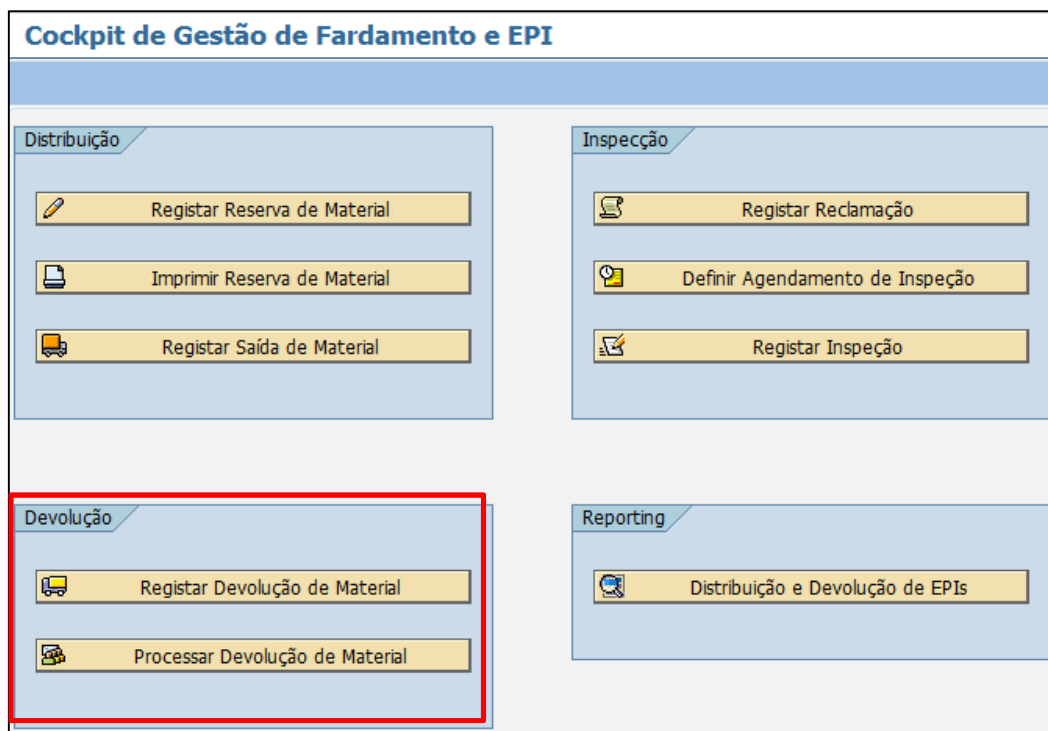 Cockpit de Gestão de Fardamento e EPI
Distribuição
Registar Reserva de Material
Imprimir Reserva de Material
Registar Saída de Material
Inspecção
Registar Reclamação
Definir Agendamento de Inspeção
Registar Inspeção
Devolução
Registar Devolução de Material
Processar Devolução de Material
Reporting
Distribuição e Devolução de EPIs